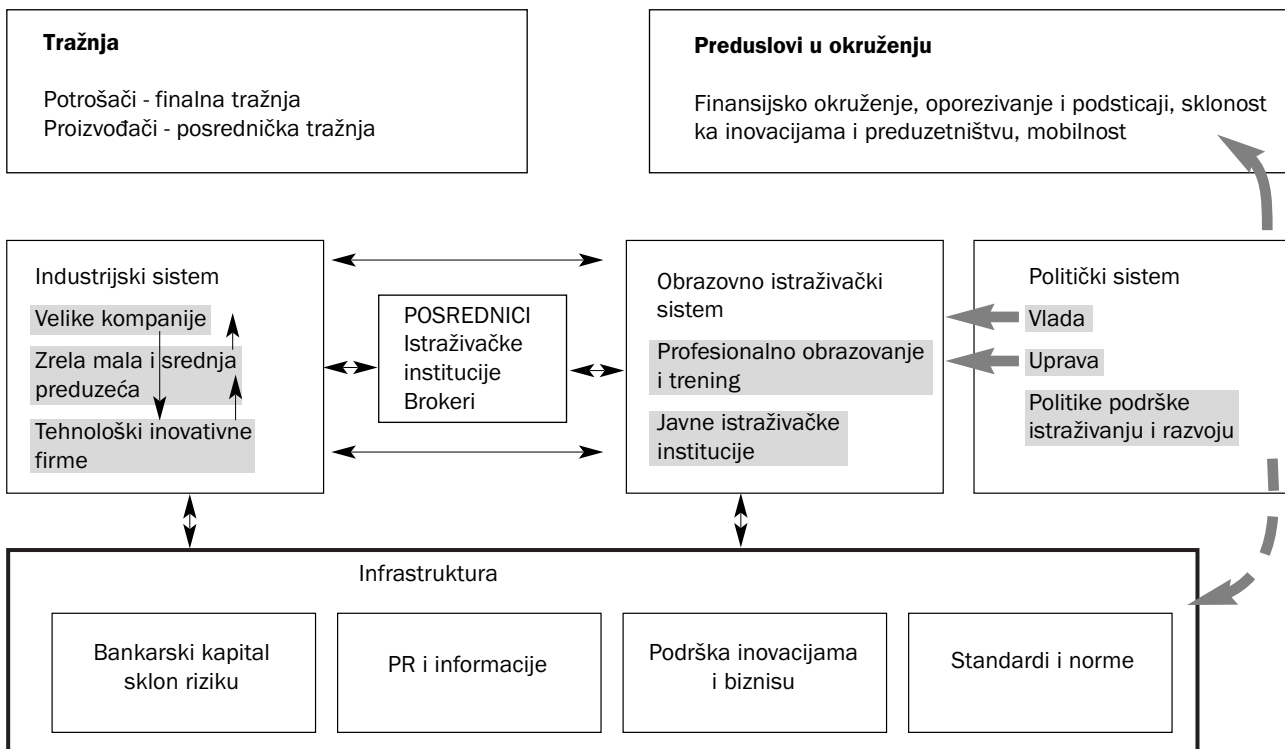 Tražnja
Potrošači - finalna tražnja
Proizvođači - posrednička tražnja
Preduslovi u okruženju
Finansijsko okruženje, oporezivanje i podsticaji, sklonost
ka inovacijama i preduzetništvu, mobilnost
Industrijski sistem
Velike kompanije
Zrela mala i srednja
preduzeća
Tehnološki inovativne
firme
POSREDNICI
Istraživačke
institucije
Brokeri
Obrazovno istraživački
sistem
Profesionalno obrazovanje
i trening
Javne istraživačke
institucije
Politički sistem
Vlada
Uprava
Politike podrške
istraživanju i razvoju
Infrastruktura
Bankarski kapital
sklon riziku
PR i informacije
Podrška inovacijama
i biznisu
Standardi i norme